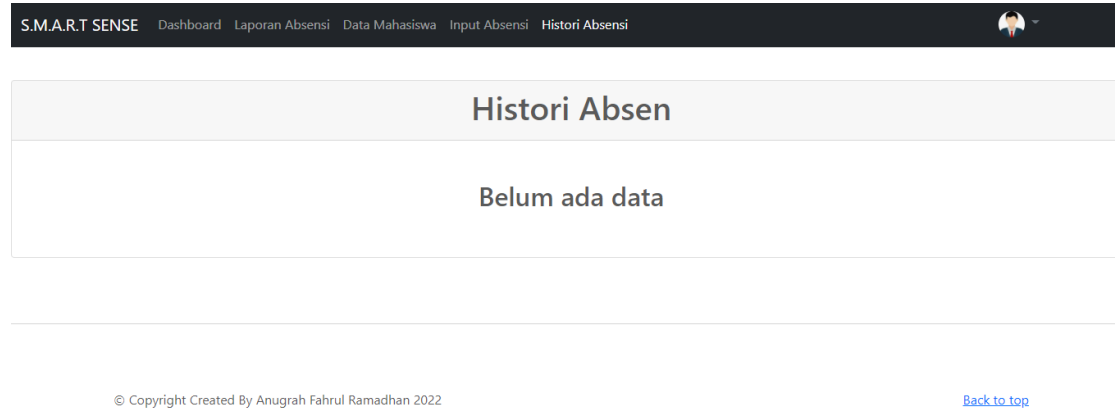 S.M.A.R.T SENSE Dashboard Laporan Absensi Data Mahasiswa Input Absensi Histori Absensi
Histori Absen
Belum ada data
© Copyright Created By Anugrah Fahrul Ramadhan 2022 Back to top